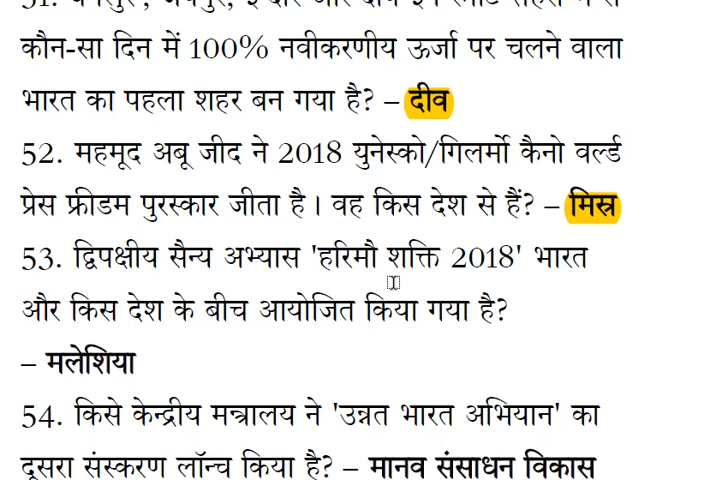 कौन-सा दिन में 100% नवीकरणीय ऊर्जा पर चलने वाला
भारत का पहला शहर बन गया है? – दीव
52. महमूद अबू जीद ने 2018 युनेस्को/गिलर्मो कैनो वर्ल्ड
प्रेस फ्रीडम पुरस्कार जीता है। वह किस देश से हैं? – मिस्र
53. द्विपक्षीय सैन्य अभ्यास 'हरिमौ शक्ति 2018' भारत
और किस देश के बीच आयोजित किया गया है?
– मलेशिया
54. किसे केन्द्रीय मन्त्रालय ने 'उन्नत भारत अभियान' का
दूसरा संस्करण लॉन्च किया है? – मानव संसाधन विकास